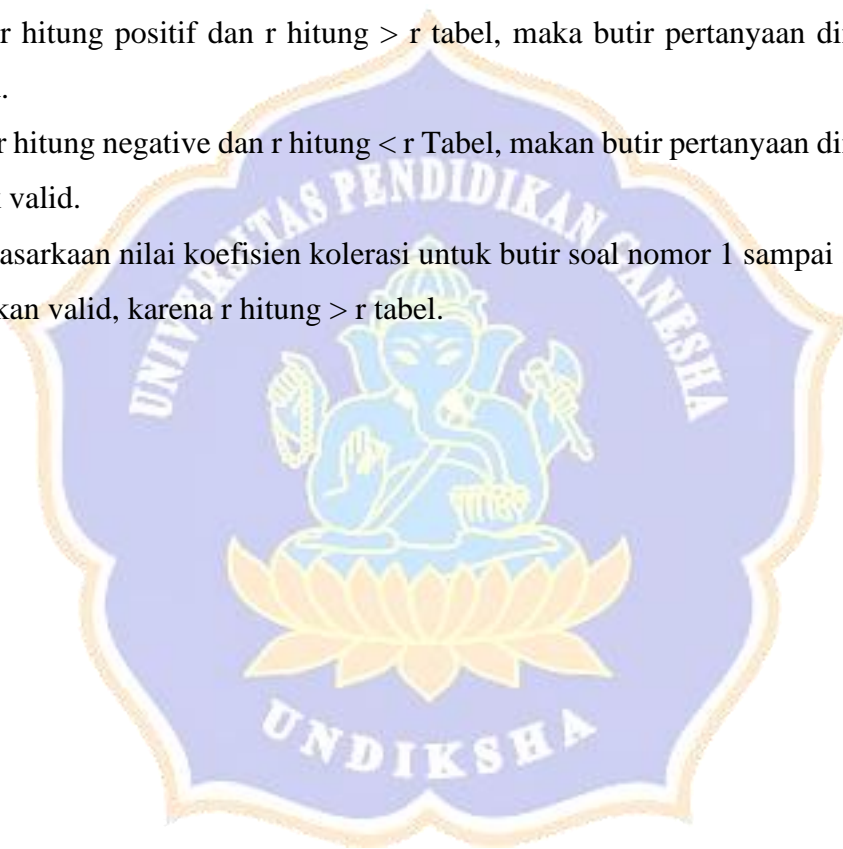 r hitung positif dan r hitung > r tabel, maka butir pertanyaan di
.
r hitung negative dan r hitung < r Tabel, makan butir pertanyaan di
valid.
asarkaan nilai koefisien kolerasi untuk butir soal nomor 1 sampai
kan valid, karena r hitung > r tabel.
UNIVERSITAS PENDIDIKAN GANESHA
UNDIKSHA